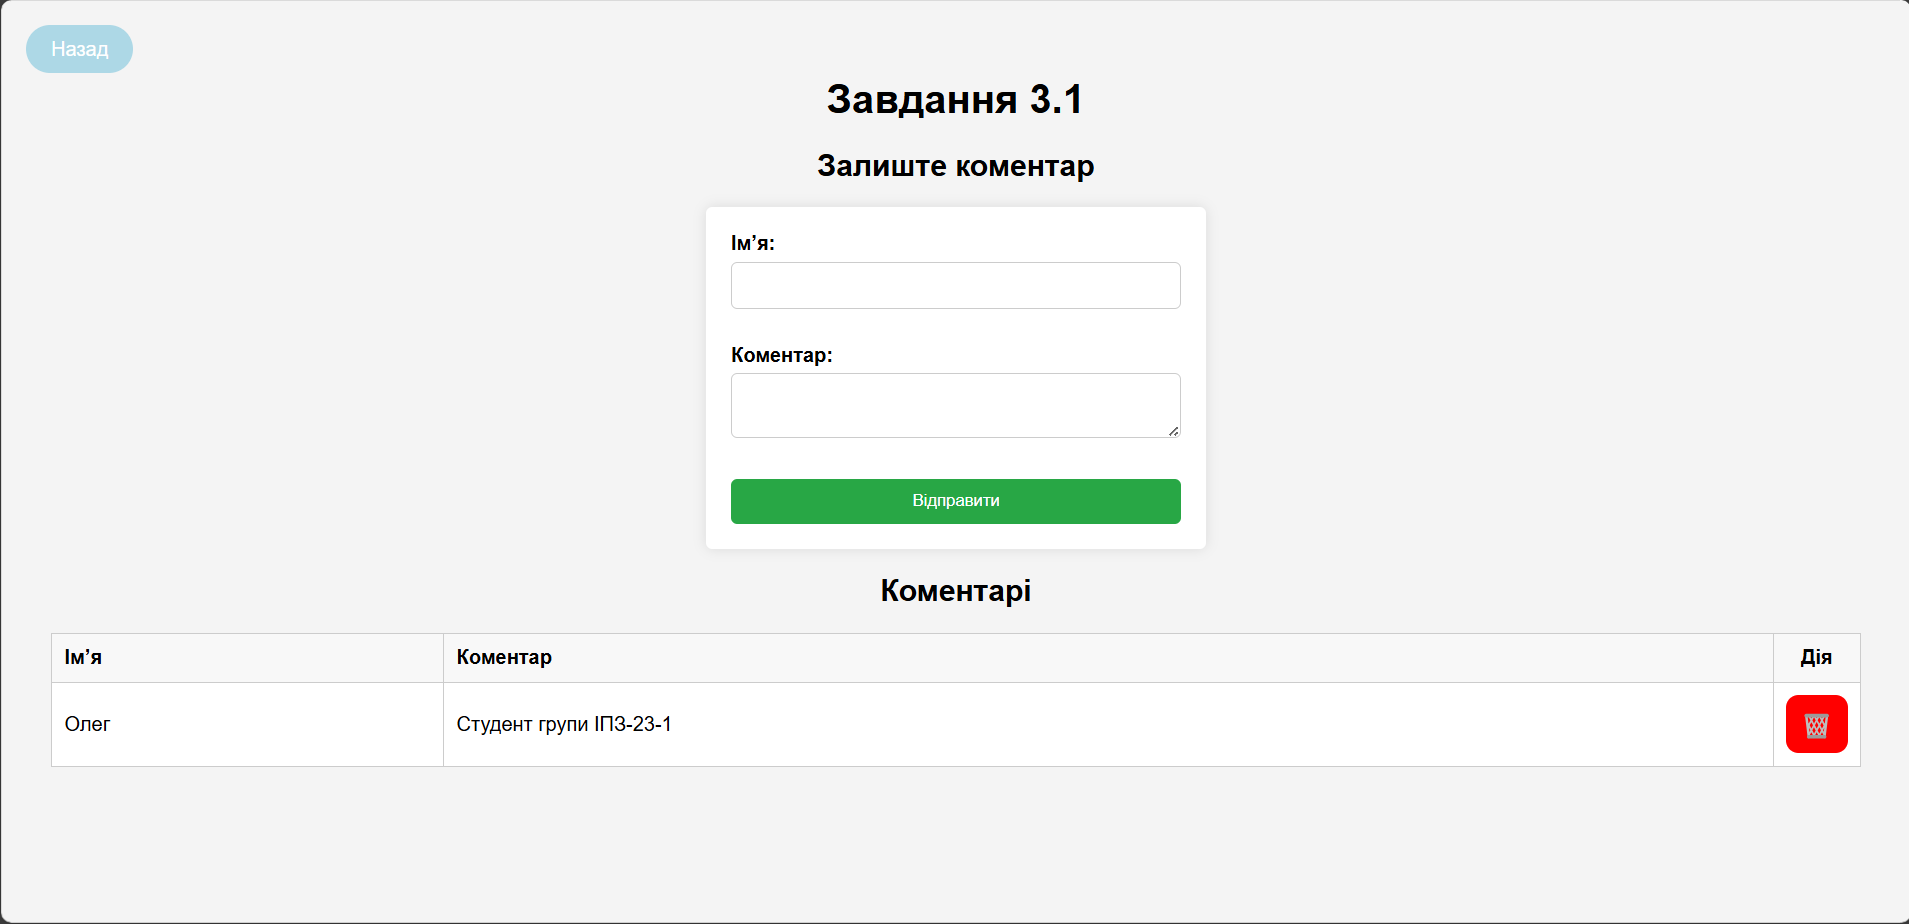 Назад
Завдання 3.1
Залиште коментар
Ім’я:
Коментар:
Відправити
Коментарі
Ім’я Коментар Дія
Олег Студент групи ІПЗ-23-1